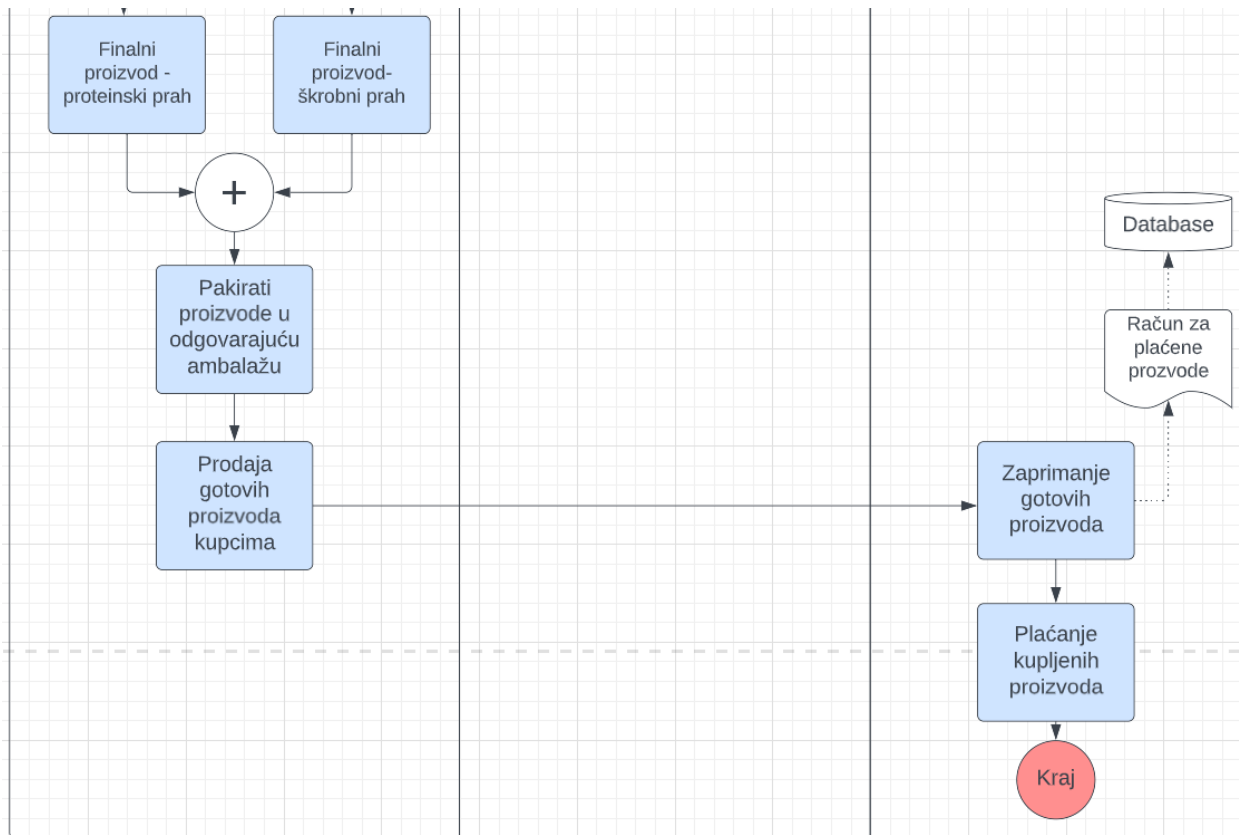 Finalni
proizvod -
proteinski prah
Finalni
proizvod-
škrobni prah
+
Pakirati
proizvode u
odgovarajuću
ambalažu
Prodaja
gotovih
proizvoda
kupcima
Database
Račun za
plaćene
prozvode
Zaprimanje
gotovih
proizvoda
Plaćanje
kupljenih
proizvoda
Kraj